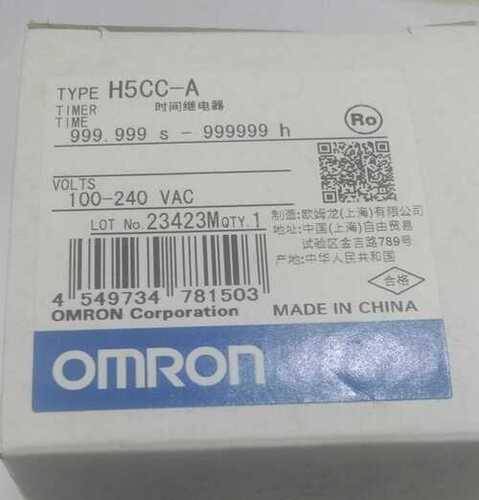 TYPE H5CC-A
TIMER 时间继电器
TIME
999.999 s - 999999 h
Ro
VOLTS
100-240 VAC
LOT No. 23423M QTY. 1
制造:欧姆龙(上海)有限公司
地址:中国(上海)自由贸易
试验区金吉路789号
产地:中华人民共和国
合格
4 549734 781503
OMRON Corporation
MADE IN CHINA
OMRON